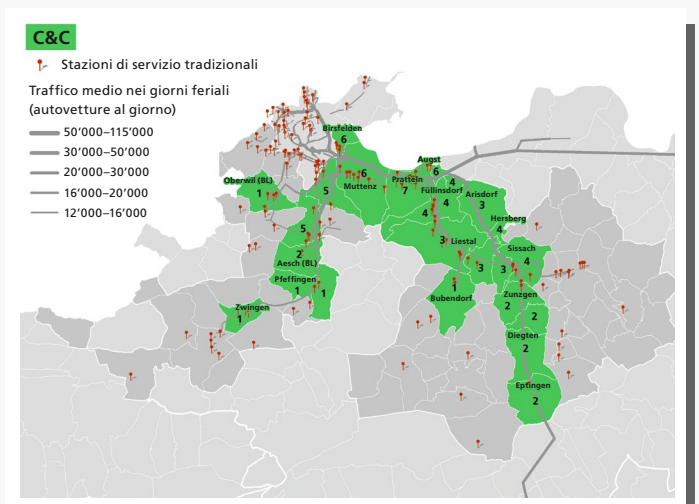 C&C
Stazioni di servizio tradizionali
Traffico medio nei giorni feriali
(autovetture al giorno)
50’000–115’000
30’000–50’000
20’000–30’000
16’000–20’000
12’000–16’000
Birsfelden
6
Augst
6
Oberwil (BL)
1
5
6
Muttenz
Pratteln
7
4
Füllinsdorf
4
Arisdorf
3
4
Hersberg
4
5
3
Liestal
Sissach
4
2
Aesch (BL)
3
3
Pfeffingen
1
1
1
Bubendorf
Zunzgen
2
2
Zwingen
1
Diegten
2
Eptingen
2